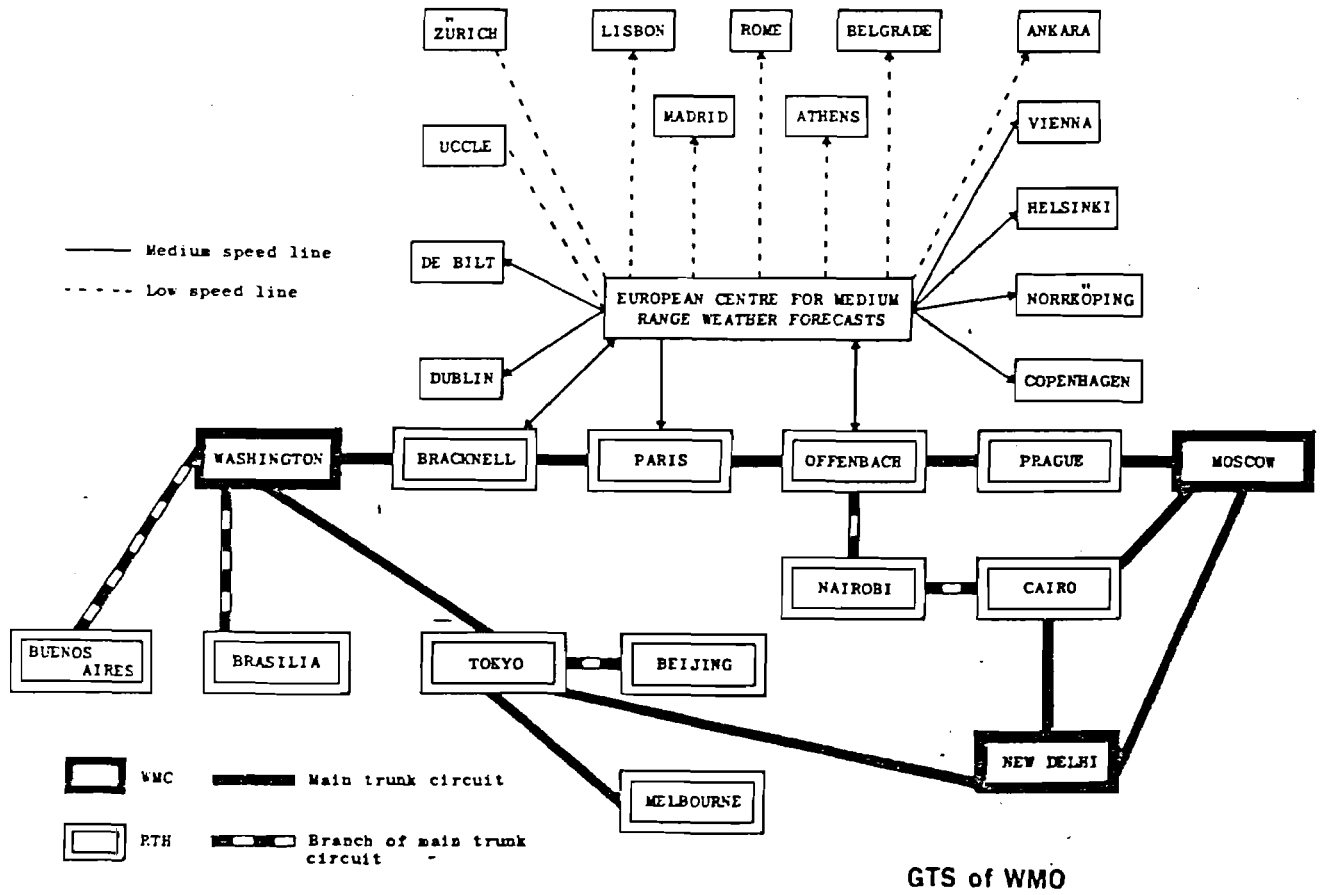 ZÜRICH
LISBON
ROME
BELGRADE
ANKARA
MADRID
ATHENS
VIENNA
UCCLE
HELSINKI
Medium speed line
DE BILT
Low speed line
EUROPEAN CENTRE FOR MEDIUM
RANGE WEATHER FORECASTS
NORRKÖPING
DUBLIN
COPENHAGEN
WASHINGTON
BRACKNELL
PARIS
OFFENBACH
PRAGUE
MOSCOW
NAIROBI
CAIRO
BUENOS
AIRES
BRASILIA
TOKYO
BEIJING
NEW DELHI
WMC
Main trunk circuit
MELBOURNE
RTH
Branch of main trunk
circuit
GTS of WMO